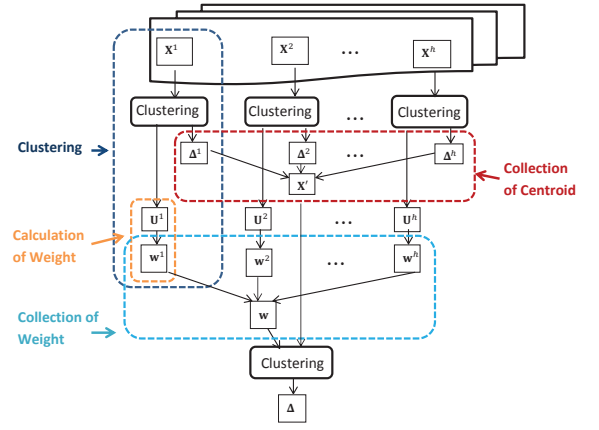 X¹ X² ... Xʰ
Clustering Clustering ... Clustering
Clustering
Δ¹ Δ² ... Δʰ
X′
Collection
of Centroid
U¹ U² ... Uʰ
Calculation
of Weight
w¹ w² ... wʰ
Collection of
Weight
w
Clustering
Δ